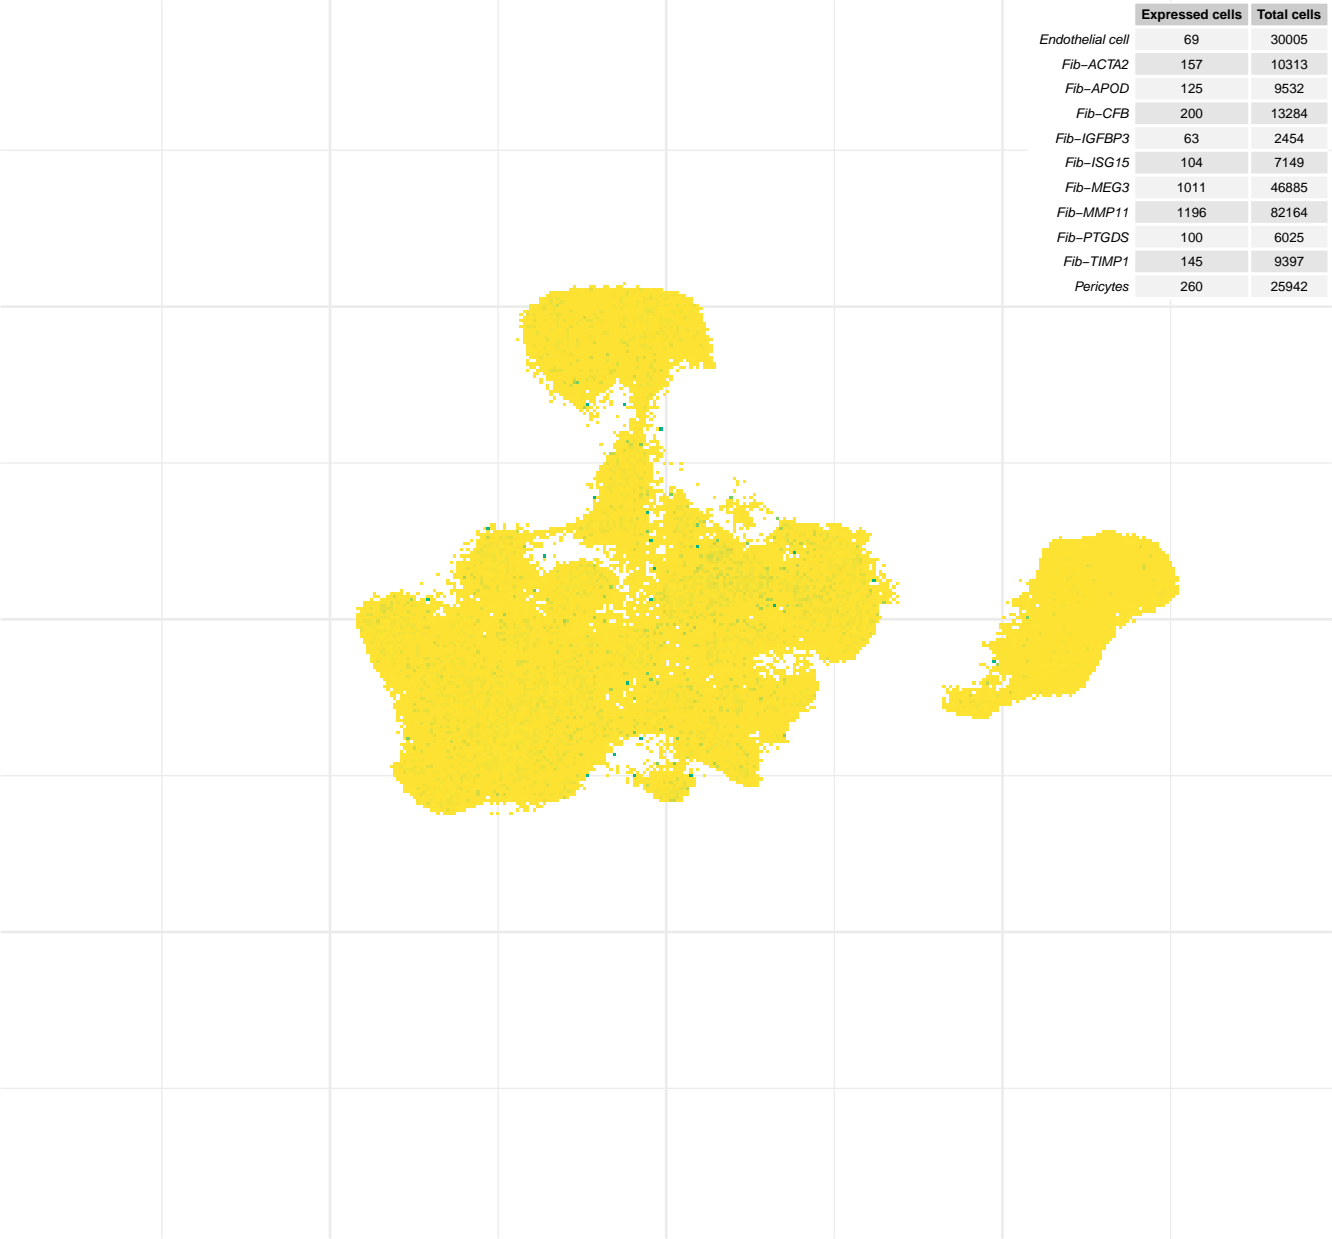 Expressed cells Total cells
Endothelial cell 69 30005
Fib−ACTA2 157 10313
Fib−APOD 125 9532
Fib−CFB 200 13284
Fib−IGFBP3 63 2454
Fib−ISG15 104 7149
Fib−MEG3 1011 46885
Fib−MMP11 1196 82164
Fib−PTGDS 100 6025
Fib−TIMP1 145 9397
Pericytes 260 25942